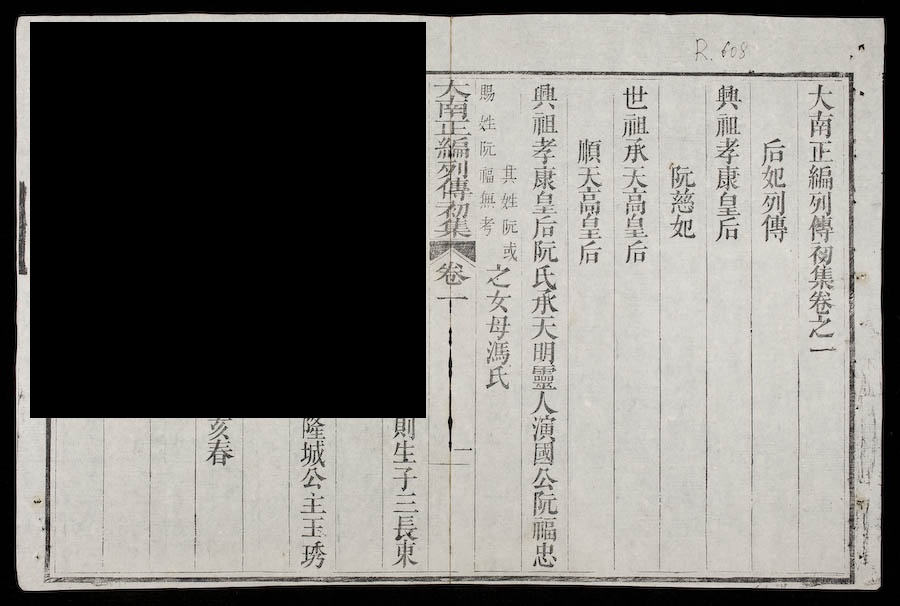 R.608
大南正編列傳初集卷之一
后妃列傳
興祖孝康皇后
阮慈妃
世祖承天高皇后
順天高皇后
興祖孝康皇后阮氏承天明靈人演國公阮福忠
其姓阮或
賜姓阮福無考
之女母馮氏
大南正編列傳初集
卷一
一
則生子三長東
隆城公主玉琇
亥春